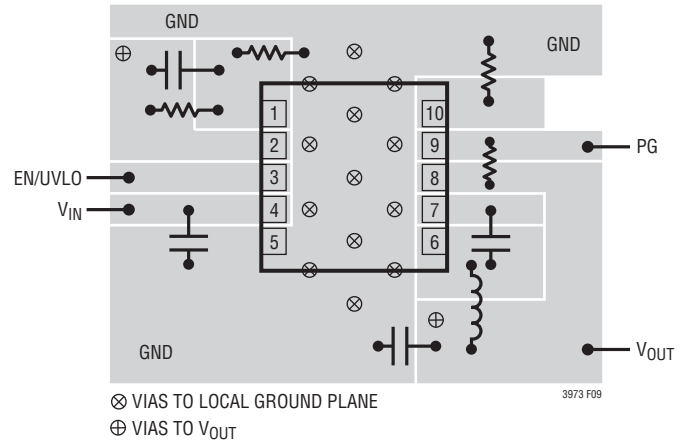 GND
GND
1
10
2
9
PG
3
8
EN/UVLO
4
7
VIN
5
6
GND
VOUT
3973 F09
⊗ VIAS TO LOCAL GROUND PLANE
⊕ VIAS TO VOUT